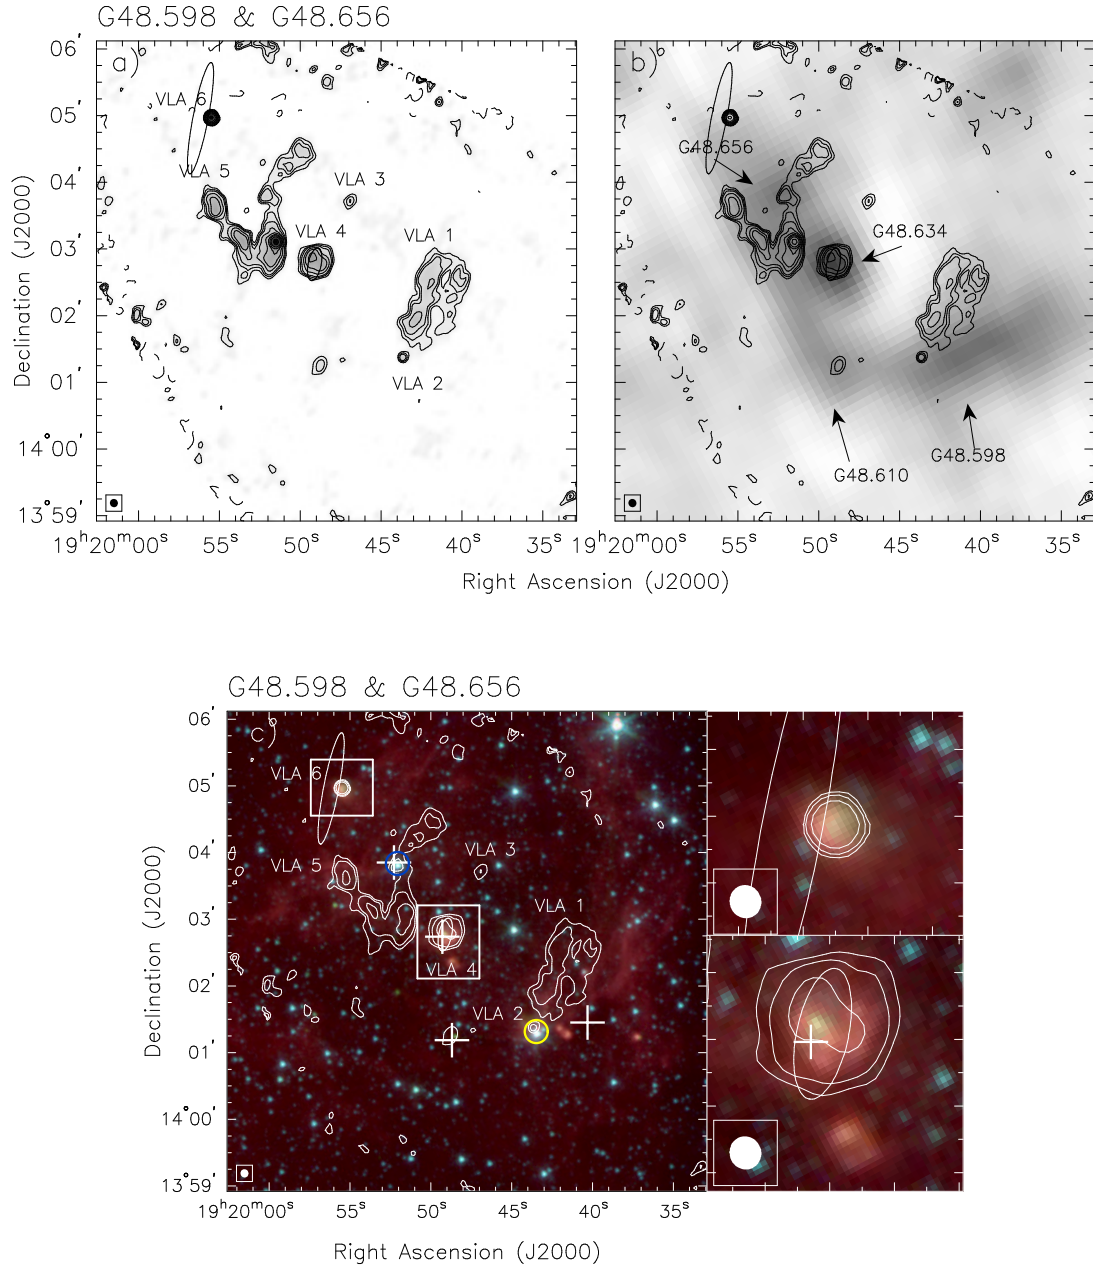 G48.598 & G48.656
a)
b)
06′
05′
04′
03′
02′
01′
14°00′
13°59′
Declination (J2000)
VLA 6
VLA 5
VLA 3
VLA 4
VLA 1
VLA 2
G48.656
G48.634
G48.610
G48.598
19ʰ20ᵐ00ˢ 55ˢ 50ˢ 45ˢ 40ˢ 19ʰ20ᵐ00ˢ 55ˢ 50ˢ 45ˢ 40ˢ 35ˢ
Right Ascension (J2000)
G48.598 & G48.656
c)
06′
05′
04′
03′
02′
01′
14°00′
13°59′
Declination (J2000)
VLA 6
VLA 5
VLA 3
VLA 1
VLA 4
VLA 2
19ʰ20ᵐ00ˢ 55ˢ 50ˢ 45ˢ 40ˢ 35ˢ
Right Ascension (J2000)